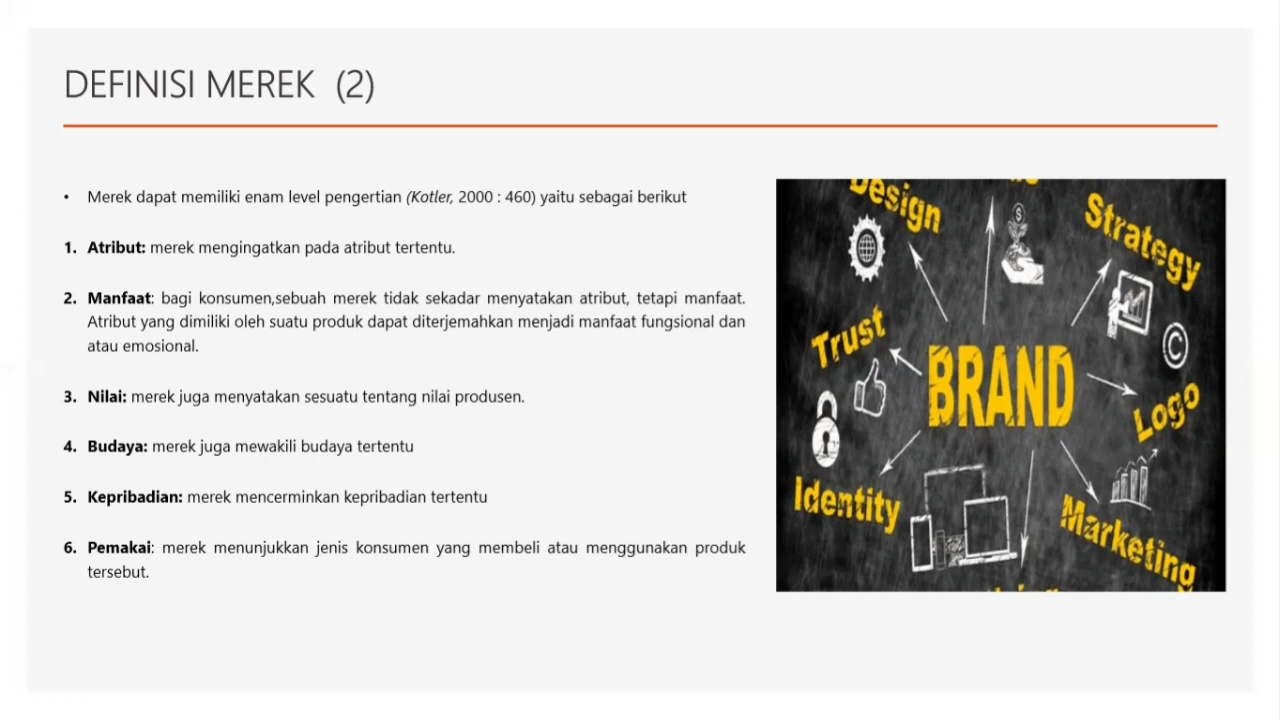 DEFINISI MEREK (2)
• Merek dapat memiliki enam level pengertian (Kotler, 2000 : 460) yaitu sebagai berikut
1. Atribut: merek mengingatkan pada atribut tertentu.
2. Manfaat: bagi konsumen,sebuah merek tidak sekadar menyatakan atribut, tetapi manfaat.
Atribut yang dimiliki oleh suatu produk dapat diterjemahkan menjadi manfaat fungsional dan
atau emosional.
3. Nilai: merek juga menyatakan sesuatu tentang nilai produsen.
4. Budaya: merek juga mewakili budaya tertentu
5. Kepribadian: merek mencerminkan kepribadian tertentu
6. Pemakai: merek menunjukkan jenis konsumen yang membeli atau menggunakan produk
tersebut.
Design
Strategy
Trust
BRAND
Logo
Identity
Marketing